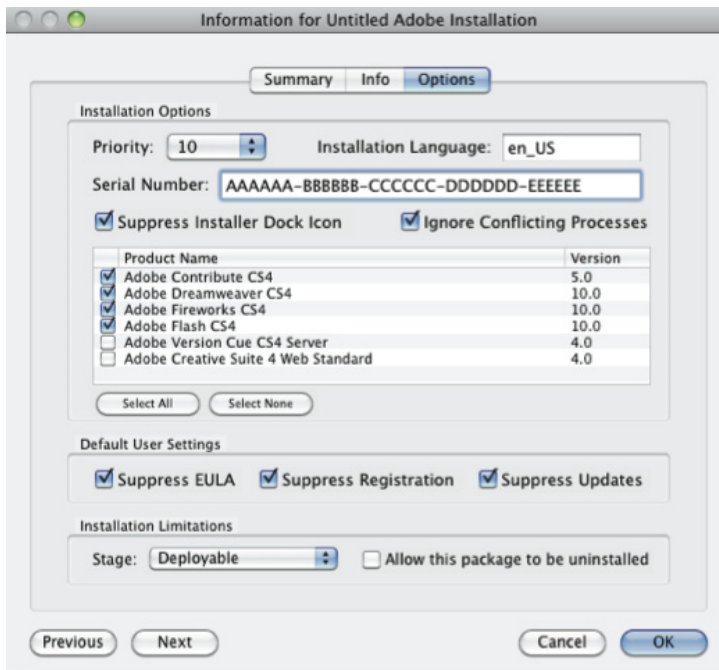 Information for Untitled Adobe Installation
Summary Info Options
Installation Options
Priority: 10 Installation Language: en_US
Serial Number: AAAAAA-BBBBBB-CCCCCC-DDDDDD-EEEEEE
Suppress Installer Dock Icon Ignore Conflicting Processes
Product Name Version
Adobe Contribute CS4 5.0
Adobe Dreamweaver CS4 10.0
Adobe Fireworks CS4 10.0
Adobe Flash CS4 10.0
Adobe Version Cue CS4 Server 4.0
Adobe Creative Suite 4 Web Standard 4.0
Select All Select None
Default User Settings
Suppress EULA Suppress Registration Suppress Updates
Installation Limitations
Stage: Deployable Allow this package to be uninstalled
Previous Next Cancel OK